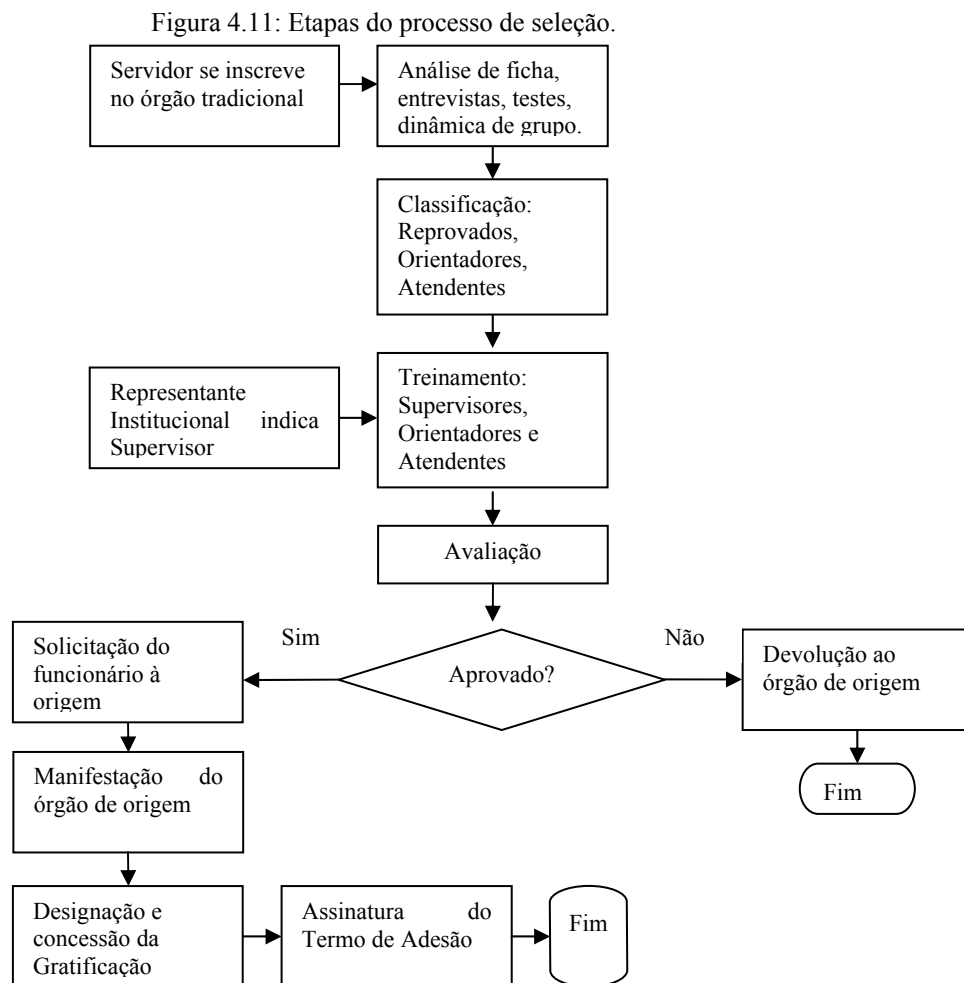 Figura 4.11: Etapas do processo de seleção.
Servidor se inscreve
no órgão tradicional
Análise de ficha,
entrevistas, testes,
dinâmica de grupo.
Classificação:
Reprovados,
Orientadores,
Atendentes
Representante
Institucional indica
Supervisor
Treinamento:
Supervisores,
Orientadores e
Atendentes
Avaliação
Aprovado?
Sim
Não
Solicitação do
funcionário à
origem
Devolução ao
órgão de origem
Fim
Manifestação do
órgão de origem
Designação e
concessão da
Gratificação
Assinatura do
Termo de Adesão
Fim